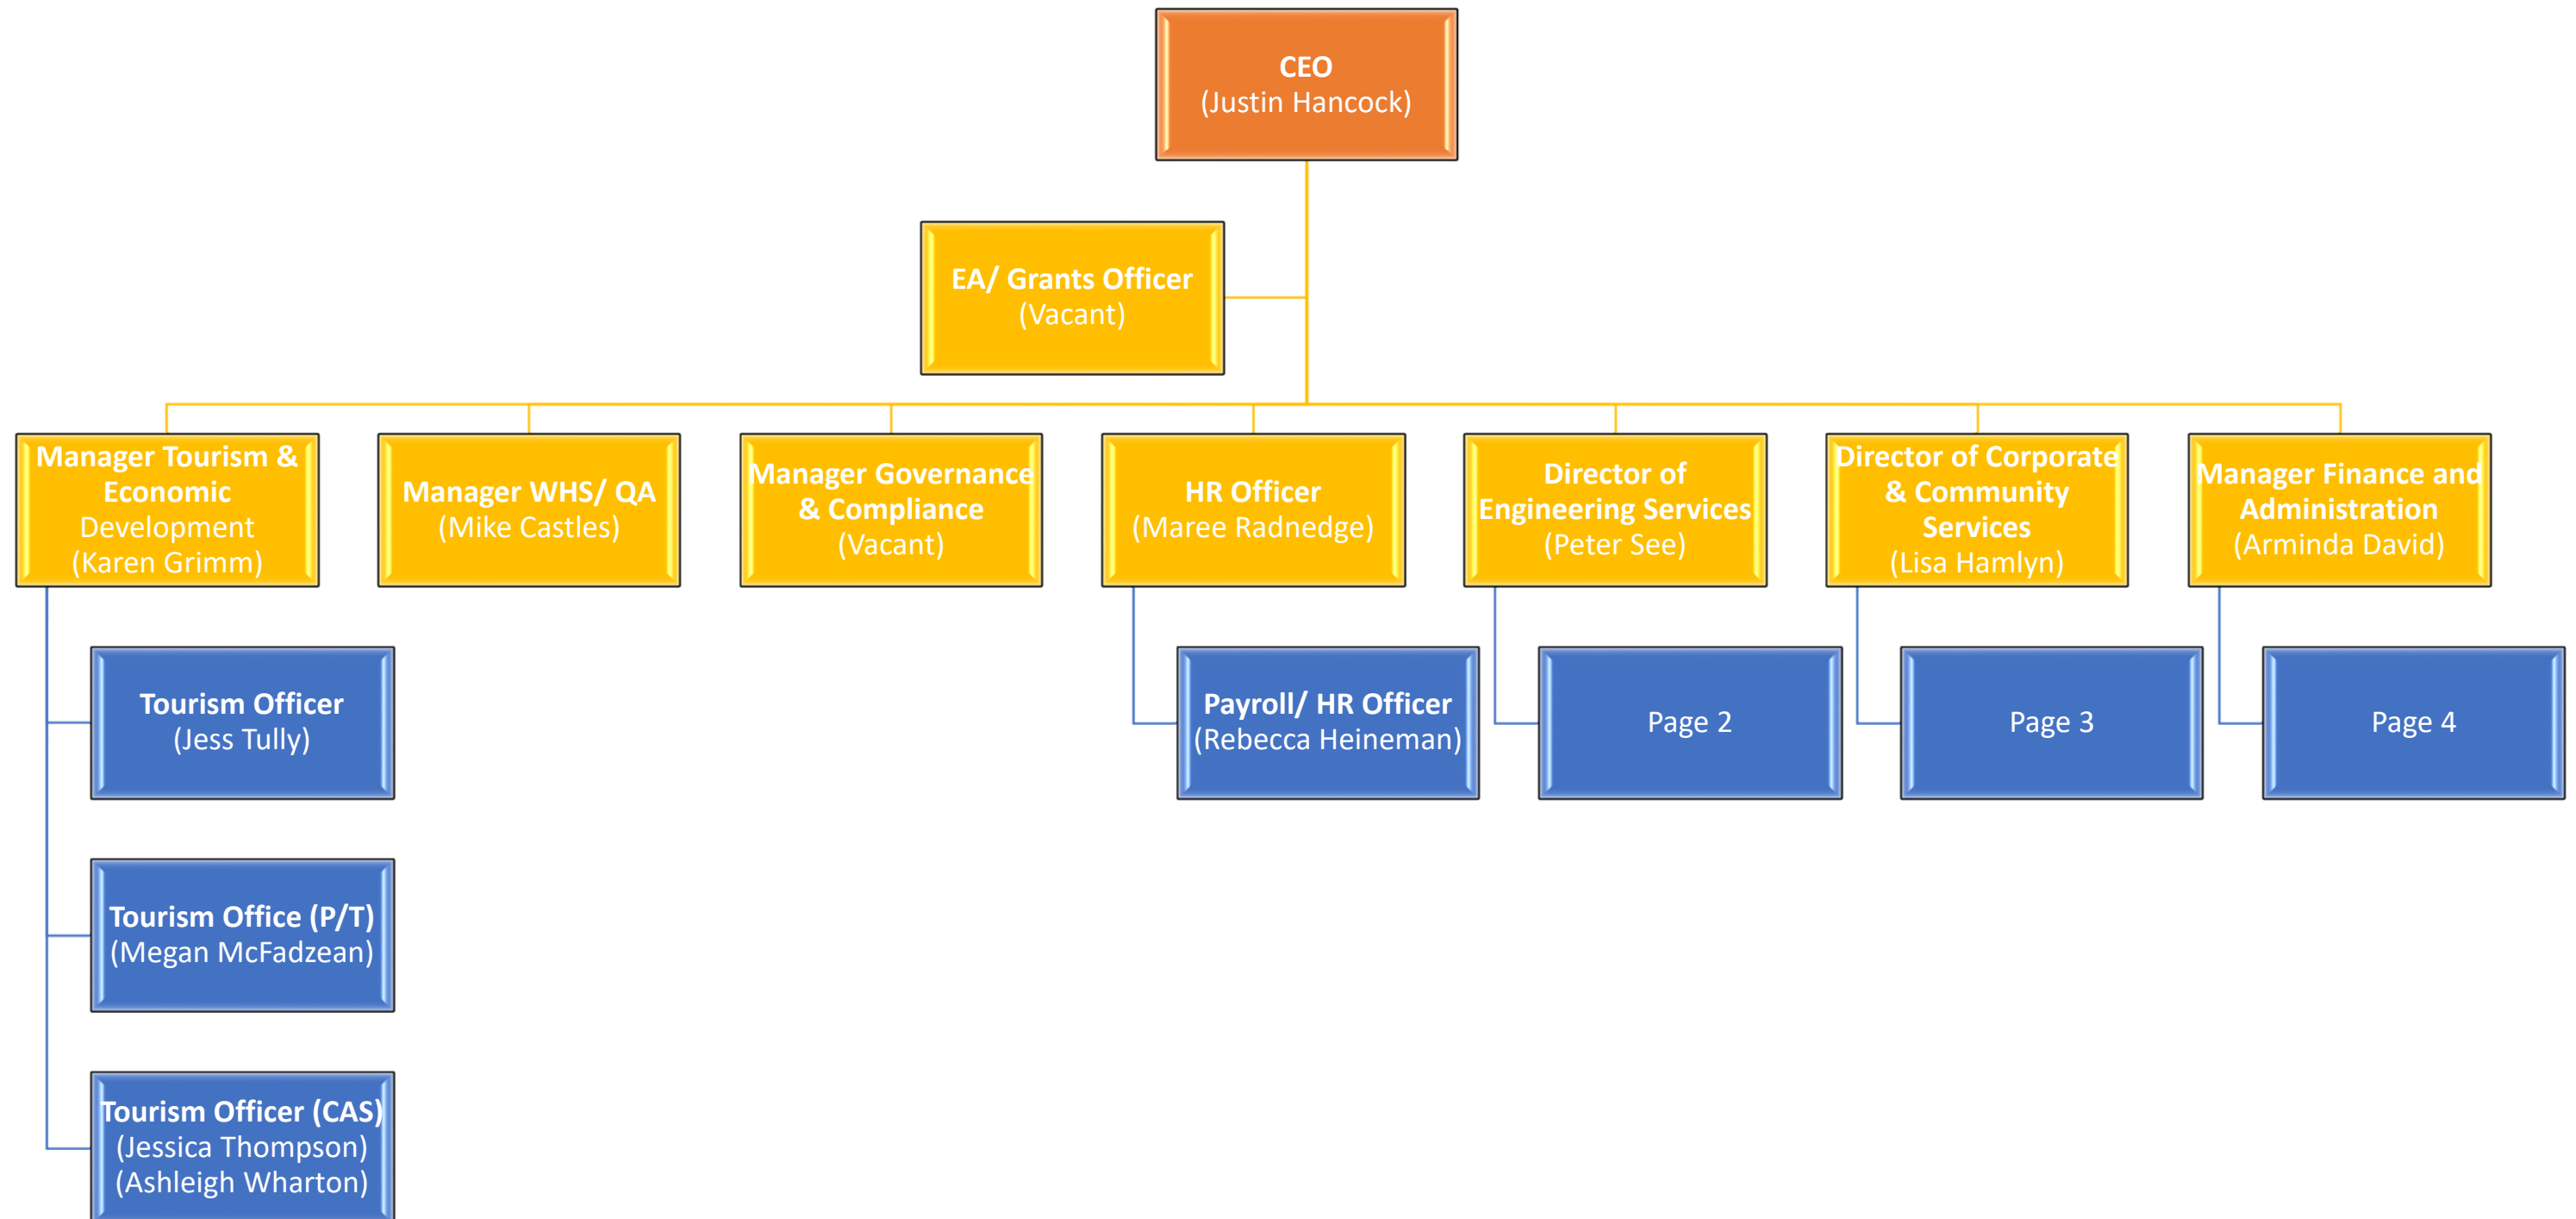 CEO
(Justin Hancock)
EA/ Grants Officer
(Vacant)
Manager Tourism &
Economic
Development
(Karen Grimm)
Manager WHS/ QA
(Mike Castles)
Manager Governance
& Compliance
(Vacant)
HR Officer
(Maree Radnedge)
Director of
Engineering Services
(Peter See)
Director of Corporate
& Community
Services
(Lisa Hamlyn)
Manager Finance and
Administration
(Arminda David)
Tourism Officer
(Jess Tully)
Payroll/ HR Officer
(Rebecca Heineman)
Page 2
Page 3
Page 4
Tourism Office (P/T)
(Megan McFadzean)
Tourism Officer (CAS)
(Jessica Thompson)
(Ashleigh Wharton)